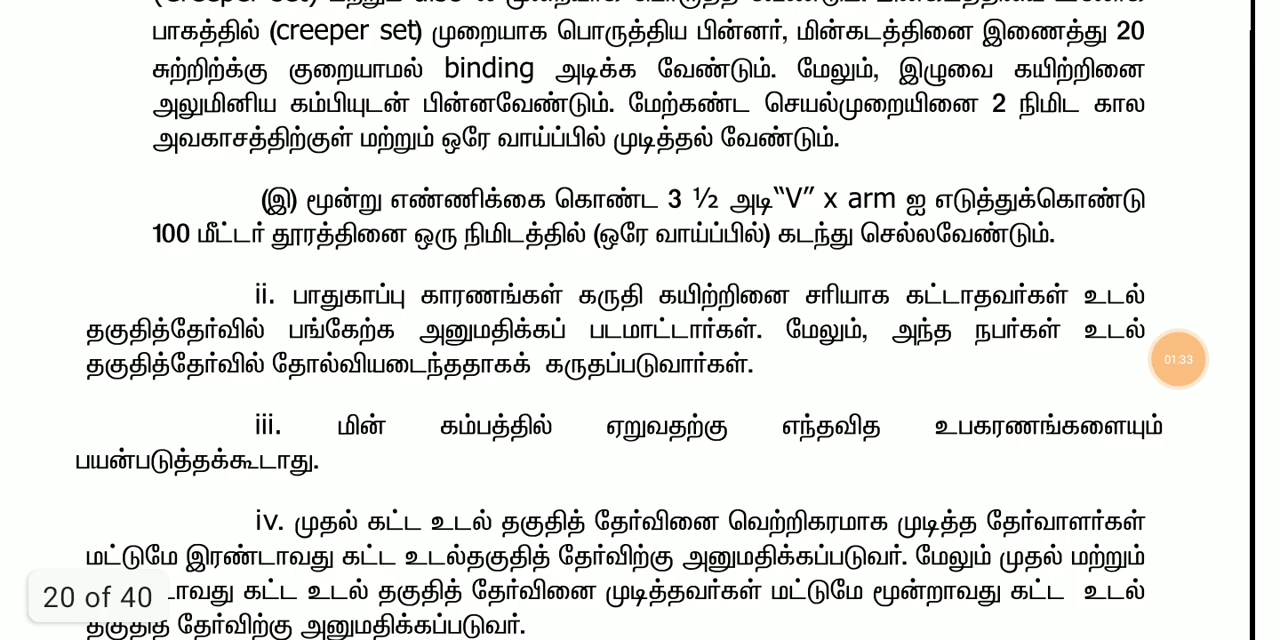 பாகத்தில் (creeper set) முறையாக பொருத்திய பின்னர், மின்கடத்தினை இணைத்து 20
சுற்றிற்க்கு குறையாமல் binding அடிக்க வேண்டும். மேலும், இழுவை கயிற்றினை
அலுமினிய கம்பியுடன் பின்னவேண்டும். மேற்கண்ட செயல்முறையினை 2 நிமிட கால
அவகாசத்திற்குள் மற்றும் ஒரே வாய்ப்பில் முடித்தல் வேண்டும்.
(இ) மூன்று எண்ணிக்கை கொண்ட 3 ½ அடி “V” x arm ஐ எடுத்துக்கொண்டு
100 மீட்டர் தூரத்தினை ஒரு நிமிடத்தில் (ஒரே வாய்ப்பில்) கடந்து செல்லவேண்டும்.
ii. பாதுகாப்பு காரணங்கள் கருதி கயிற்றினை சரியாக கட்டாதவர்கள் உடல்
தகுதித்தேர்வில் பங்கேற்க அனுமதிக்கப் படமாட்டார்கள். மேலும், அந்த நபர்கள் உடல்
தகுதித்தேர்வில் தோல்வியடைந்ததாகக் கருதப்படுவார்கள்.
01:33
iii. மின் கம்பத்தில் ஏறுவதற்கு எந்தவித உபகரணங்களையும்
பயன்படுத்தக்கூடாது.
iv. முதல் கட்ட உடல் தகுதித் தேர்வினை வெற்றிகரமாக முடித்த தேர்வாளர்கள்
மட்டுமே இரண்டாவது கட்ட உடல்தகுதித் தேர்விற்கு அனுமதிக்கப்படுவர். மேலும் முதல் மற்றும்
கட்ட உடல் தகுதித் தேர்வினை முடித்தவர்கள் மட்டுமே மூன்றாவது கட்ட உடல்
20 of 40
தகுதித் தேர்விற்கு அனுமதிக்கப்படுவர்.